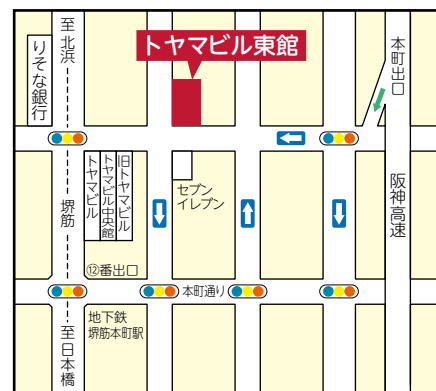 至北浜
りそな銀行
トヤマビル東館
本町出口
トヤマビル
トヤマビル中央館
旧トヤマビル
セブン
イレブン
堺筋
阪神高速
⑫番出口
本町通り
地下鉄
堺筋本町駅
至日本橋